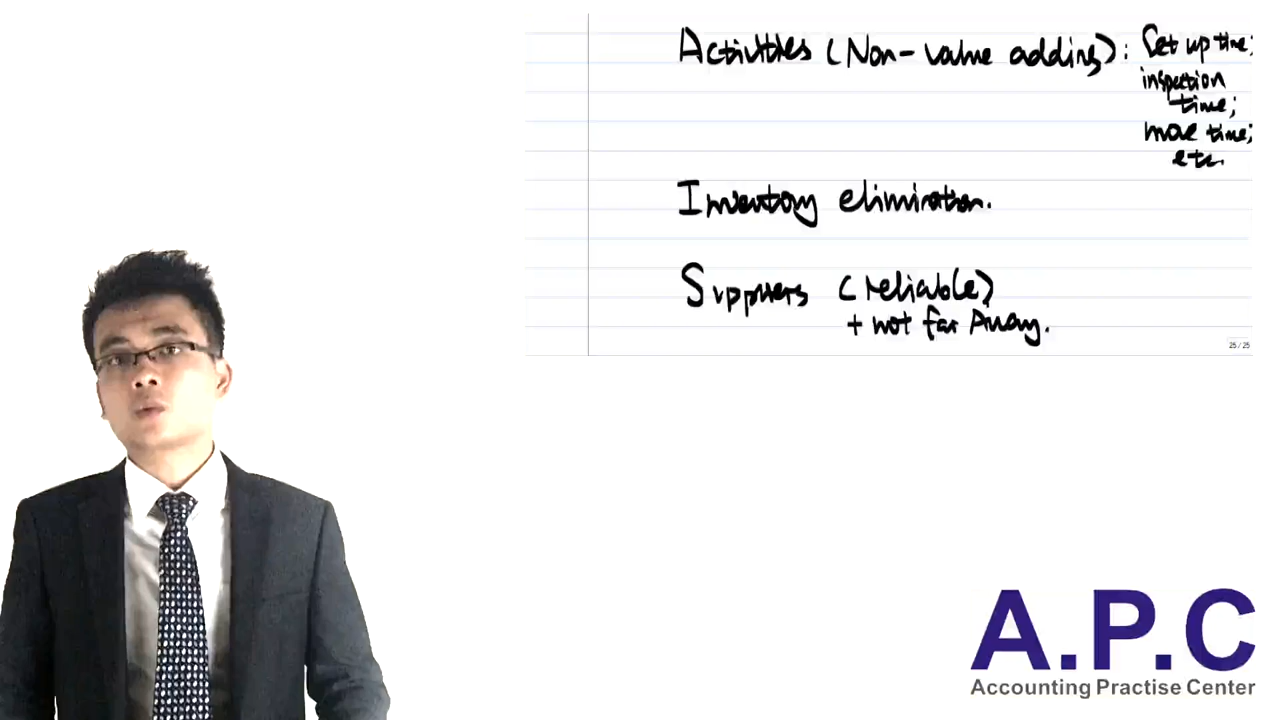 Activities (Non-value adding): Set up time;
inspection
time;
move time;
etc.
Inventory elimination.
Suppliers (reliable)
+ not far Away.
25 / 25
A.P.C
Accounting Practise Center